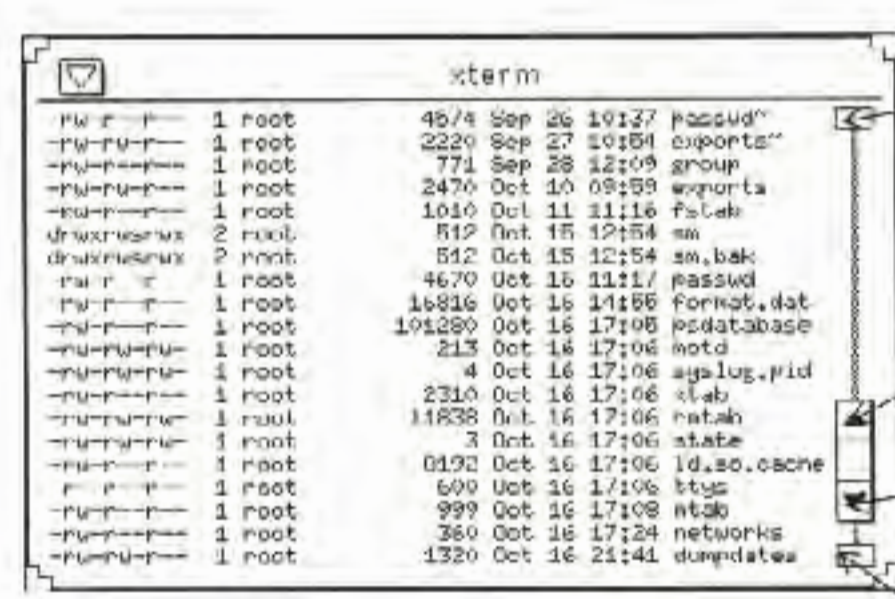 xterm
-rw-r--r-- 1 root 4674 Sep 26 10:37 passwd~
-rw-rw-r-- 1 root 2220 Sep 27 10:54 exports~
-rw-r--r-- 1 root 771 Sep 28 12:09 group
-rw-rw-r-- 1 root 2470 Oct 10 09:59 exports
-rw-r--r-- 1 root 1010 Oct 11 11:16 fstab
drwxrwsrwx 2 root 512 Oct 15 12:54 sm
drwxrwsrwx 2 root 512 Oct 15 12:54 sm.bak
-rw-r--r-- 1 root 4670 Oct 16 11:17 passwd
-rw-r--r-- 1 root 16816 Oct 16 14:55 format.dat
-rw-r--r-- 1 root 101280 Oct 16 17:05 psdatabase
-rw-rw-rw- 1 root 213 Oct 16 17:06 motd
-rw-rw-rw- 1 root 4 Oct 16 17:06 syslog.pid
-rw-r--r-- 1 root 2310 Oct 16 17:06 xtab
-rw-rw-rw- 1 root 11838 Oct 16 17:06 rmtab
-rw-rw-rw- 1 root 3 Oct 16 17:06 state
-rw-r--r-- 1 root 8192 Oct 16 17:06 ld.so.cache
-r--r--r-- 1 root 600 Oct 16 17:06 ttys
-rw-r--r-- 1 root 999 Oct 16 17:08 mtab
-rw-r--r-- 1 root 360 Oct 16 17:24 networks
-rw-rw-r-- 1 root 1320 Oct 16 21:41 dumpdates